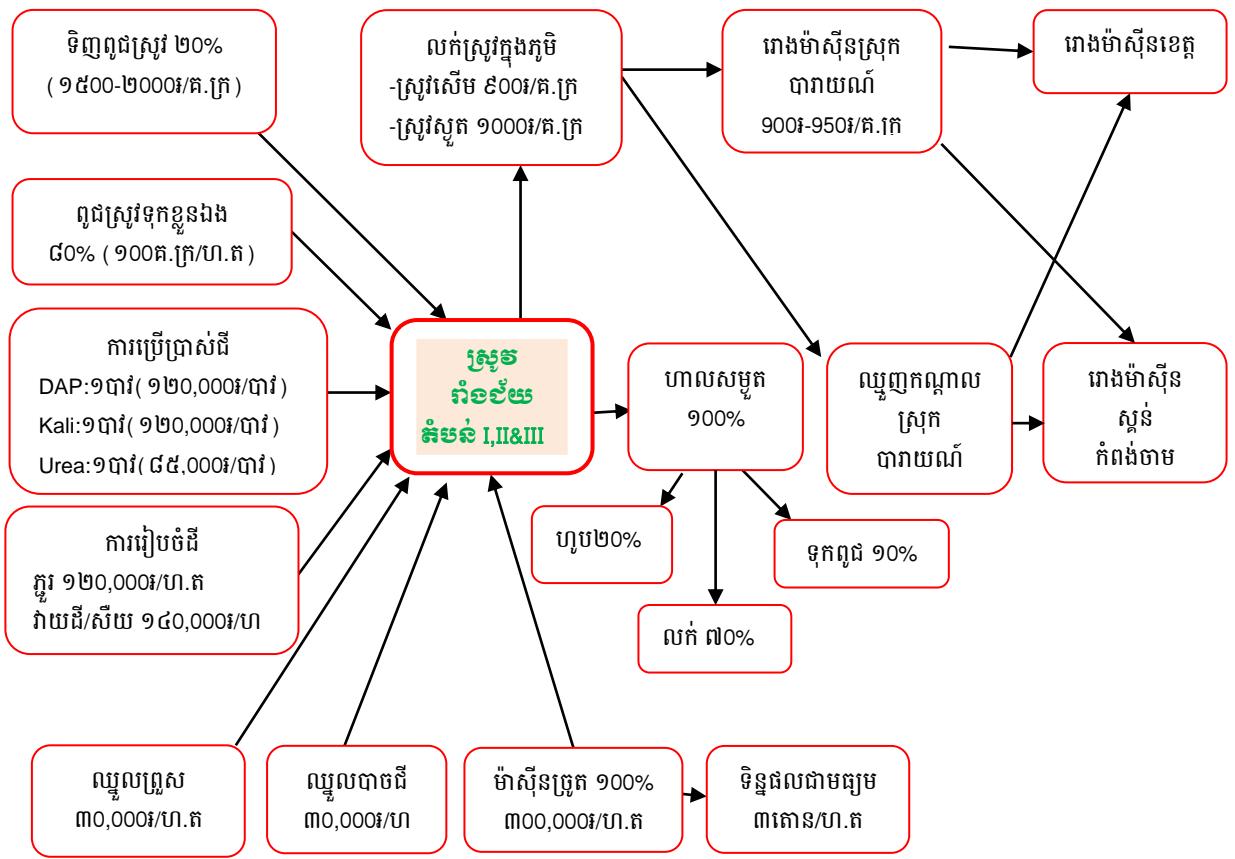 ទិញពូជស្រូវ ២០%
(១៥០០-២០០០៛/គ.ក្រ)
លក់ស្រូវក្នុងភូមិ
-ស្រូវសើម ៩០០៛/គ.ក្រ
-ស្រូវស្ងួត ១០០០៛/គ.ក្រ
រោងម៉ាស៊ីនស្រុក
បារាយណ៍
900៛-950៛/គ.ក្រ
រោងម៉ាស៊ីនខេត្ត
ពូជស្រូវទុកខ្លួនឯង
៨០% (១០០គ.ក្រ/ហ.ត)
ការប្រើប្រាស់ជី
DAP:១បាវ(១២០,០០០៛/បាវ)
Kali:១បាវ(១២០,០០០៛/បាវ)
Urea:១បាវ(៨៥,០០០៛/បាវ)
ស្រូវ
រាំងជ័យ
តំបន់ I,II&III
ហាលសម្ងួត
១០០%
ឈ្មួញកណ្តាល
ស្រុក
បារាយណ៍
រោងម៉ាស៊ីន
ស្គន់
កំពង់ចាម
ការរៀបចំដី
ភ្ជួរ ១២០,០០០៛/ហ.ត
វាយដី/សឺយ ១៤០,០០០៛/ហ
ហូប២០%
ទុកពូជ ១០%
លក់ ៧០%
ឈ្នួលព្រួស
៣០,០០០៛/ហ.ត
ឈ្នួលបាចជី
៣០,០០០៛/ហ
ម៉ាស៊ីនច្រូត ១០០%
៣០០,០០០៛/ហ.ត
ទិន្នផលជាមធ្យម
៣តោន/ហ.ត